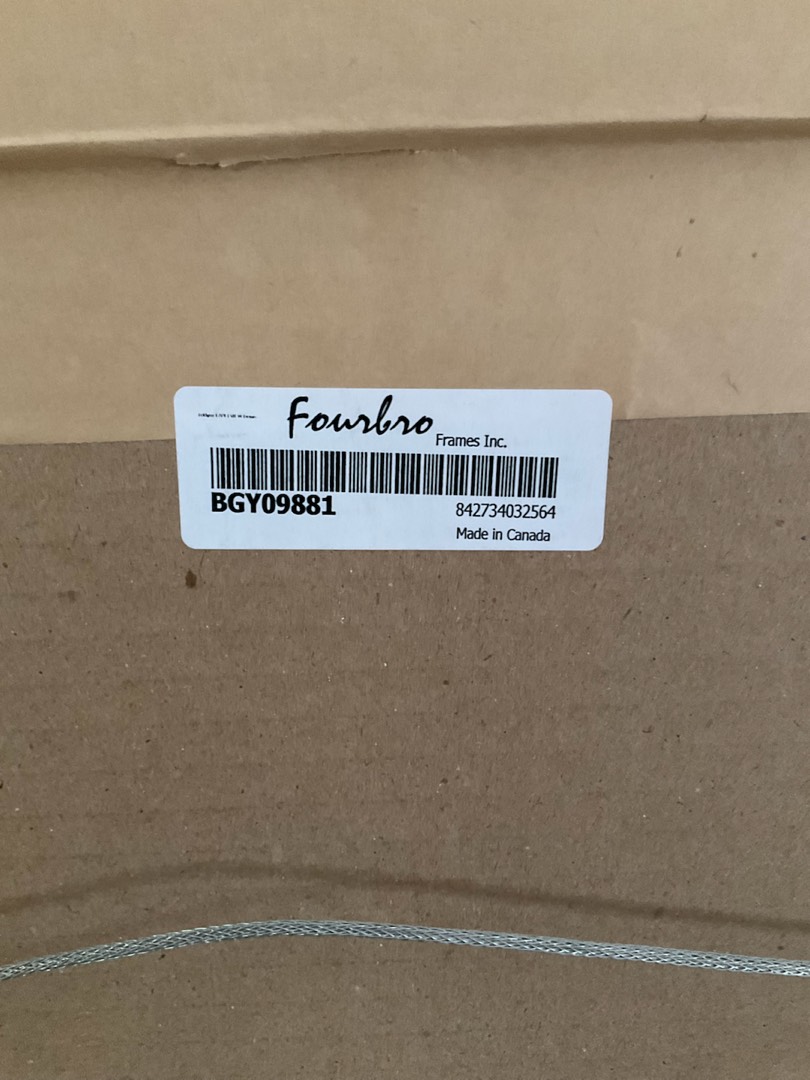 Fourbro
Frames Inc.
BGY09881
842734032564
Made in Canada